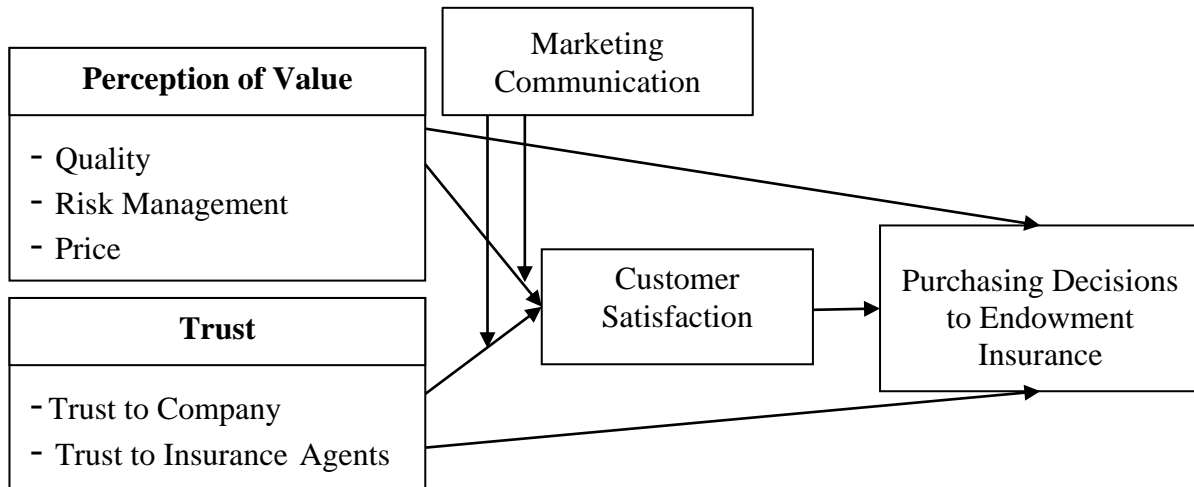 Marketing
Communication
Perception of Value
- Quality
- Risk Management
- Price
Customer
Satisfaction
Purchasing Decisions
to Endowment
Insurance
Trust
- Trust to Company
- Trust to Insurance Agents